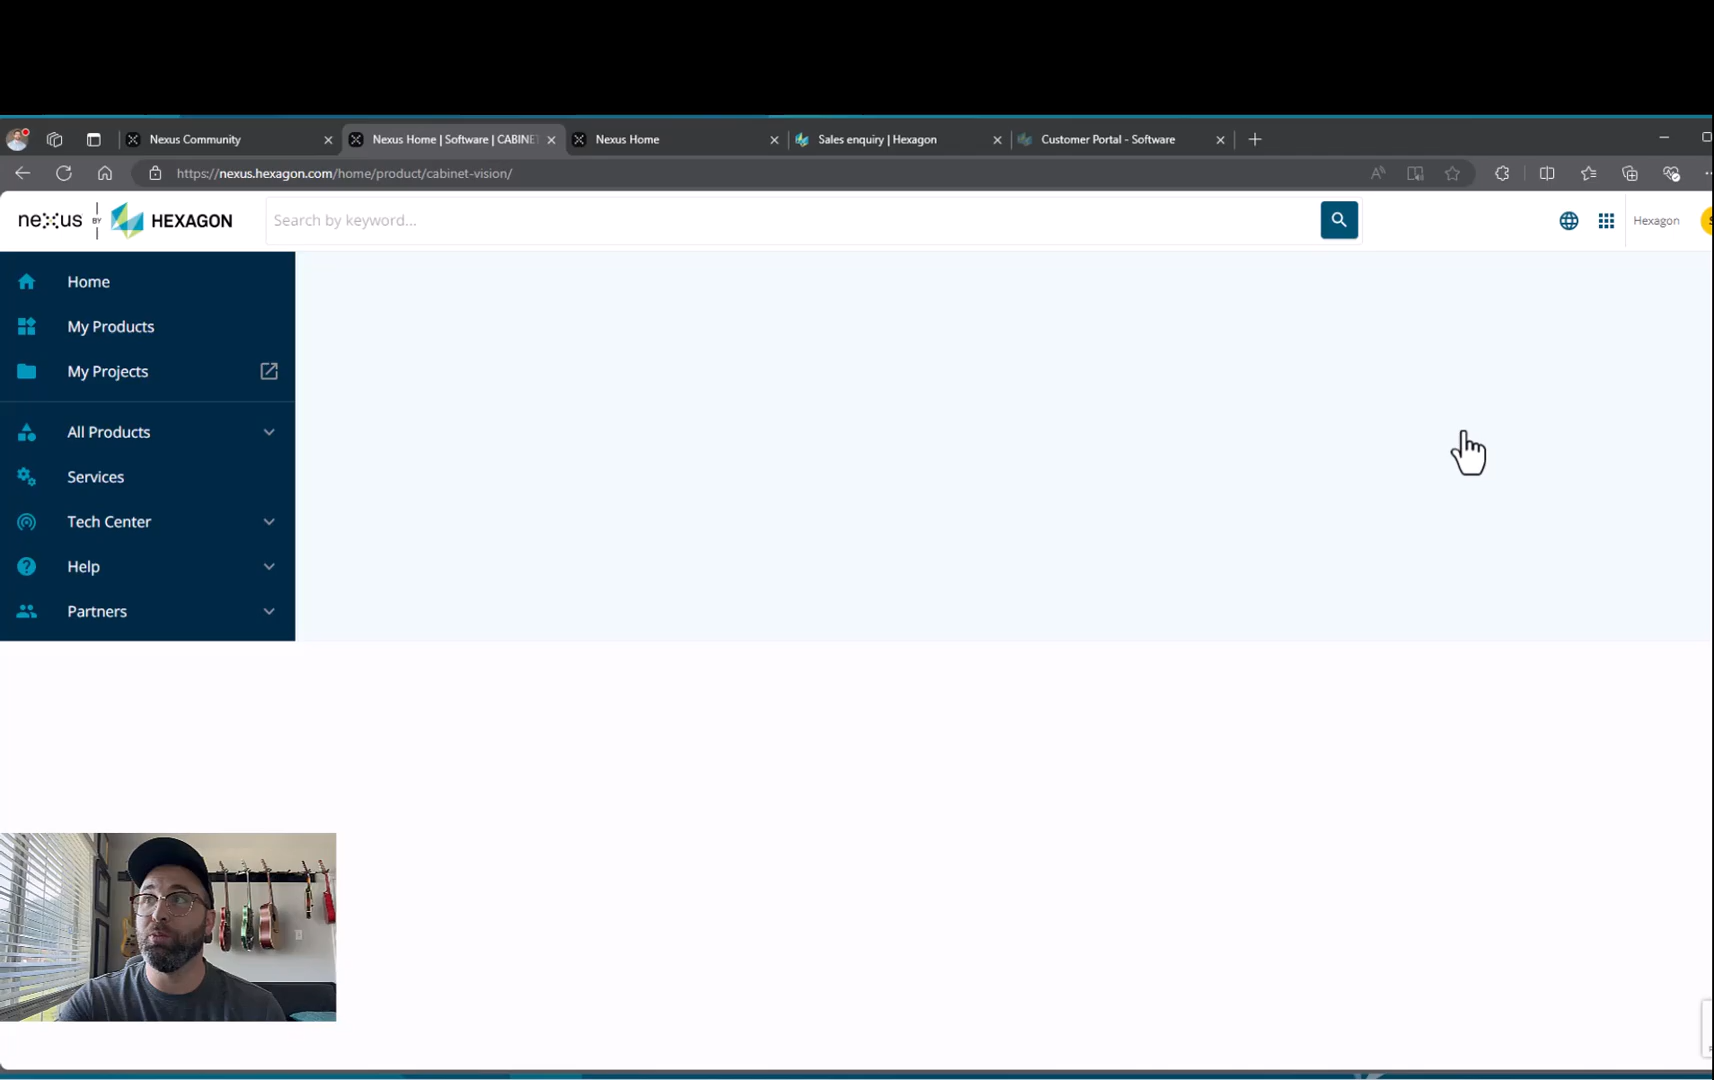 Nexus Community
Nexus Home | Software | CABINET
Nexus Home
Sales enquiry | Hexagon
Customer Portal - Software
https://nexus.hexagon.com/home/product/cabinet-vision/
nexus BY HEXAGON
Search by keyword...
Hexagon
Home
My Products
My Projects
All Products
Services
Tech Center
Help
Partners